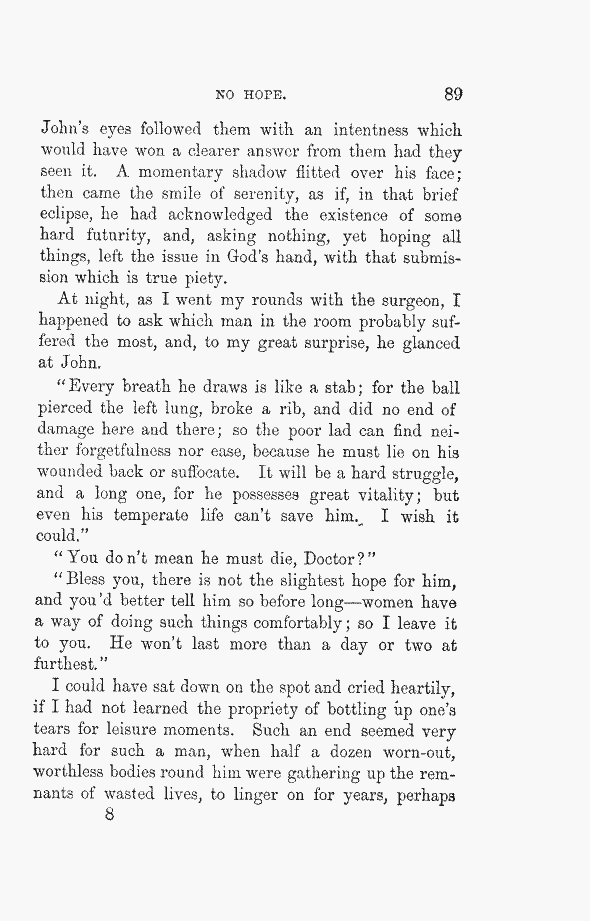 NO HOPE. 89
John's eyes followed them with an intentness which
would have won a clearer answer from them had they
seen it. A momentary shadow flitted over his face;
then came the smile of serenity, as if, in that brief
eclipse, he had acknowledged the existence of some
hard futurity, and, asking nothing, yet hoping all
things, left the issue in God's hand, with that submis-
sion which is true piety.
At night, as I went my rounds with the surgeon, I
happened to ask which man in the room probably suf-
fered the most, and, to my great surprise, he glanced
at John.
"Every breath he draws is like a stab; for the ball
pierced the left lung, broke a rib, and did no end of
damage here and there; so the poor lad can find nei-
ther forgetfulness nor ease, because he must lie on his
wounded back or suffocate. It will be a hard struggle,
and a long one, for he possesses great vitality; but
even his temperate life can't save him. I wish it
could."
"You don't mean he must die, Doctor?"
"Bless you, there is not the slightest hope for him,
and you'd better tell him so before long—women have
a way of doing such things comfortably; so I leave it
to you. He won't last more than a day or two at
furthest."
I could have sat down on the spot and cried heartily,
if I had not learned the propriety of bottling up one's
tears for leisure moments. Such an end seemed very
hard for such a man, when half a dozen worn-out,
worthless bodies round him were gathering up the rem-
nants of wasted lives, to linger on for years, perhaps
8